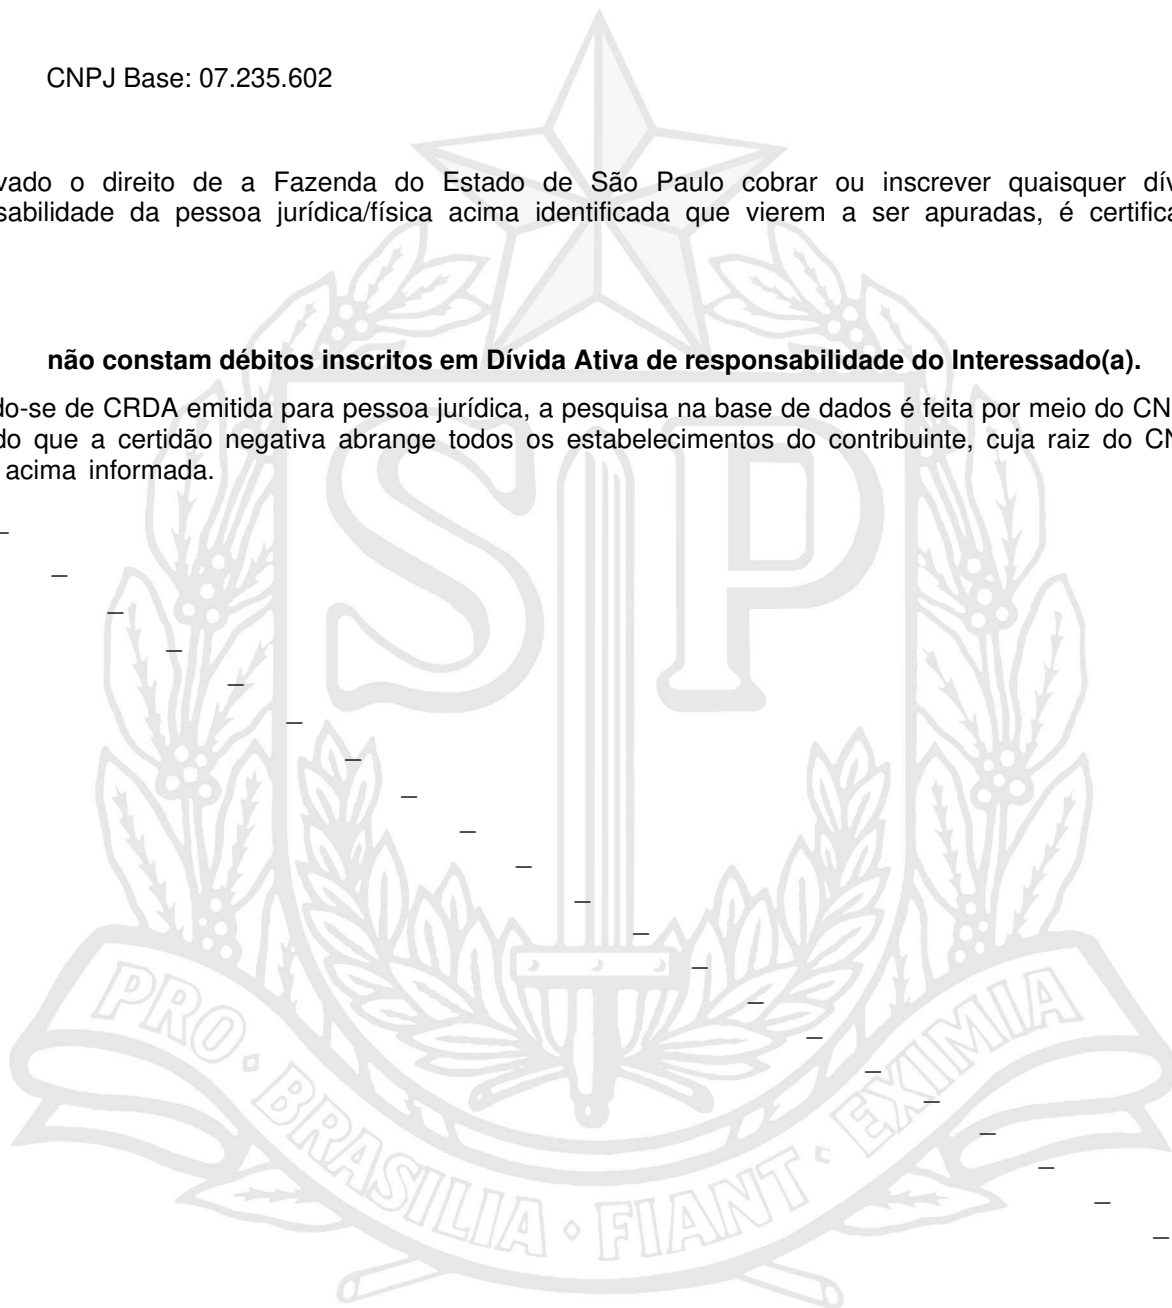 CNPJ Base: 07.235.602
vado o direito de a Fazenda do Estado de São Paulo cobrar ou inscrever quaisquer dív
sabilidade da pessoa jurídica/física acima identificada que vierem a ser apuradas, é certifica
não constam débitos inscritos em Dívida Ativa de responsabilidade do Interessado(a).
do-se de CRDA emitida para pessoa jurídica, a pesquisa na base de dados é feita por meio do CN
do que a certidão negativa abrange todos os estabelecimentos do contribuinte, cuja raiz do CN
acima informada.
SP
PRO • BRASILIA • FIANT • EXIMIA